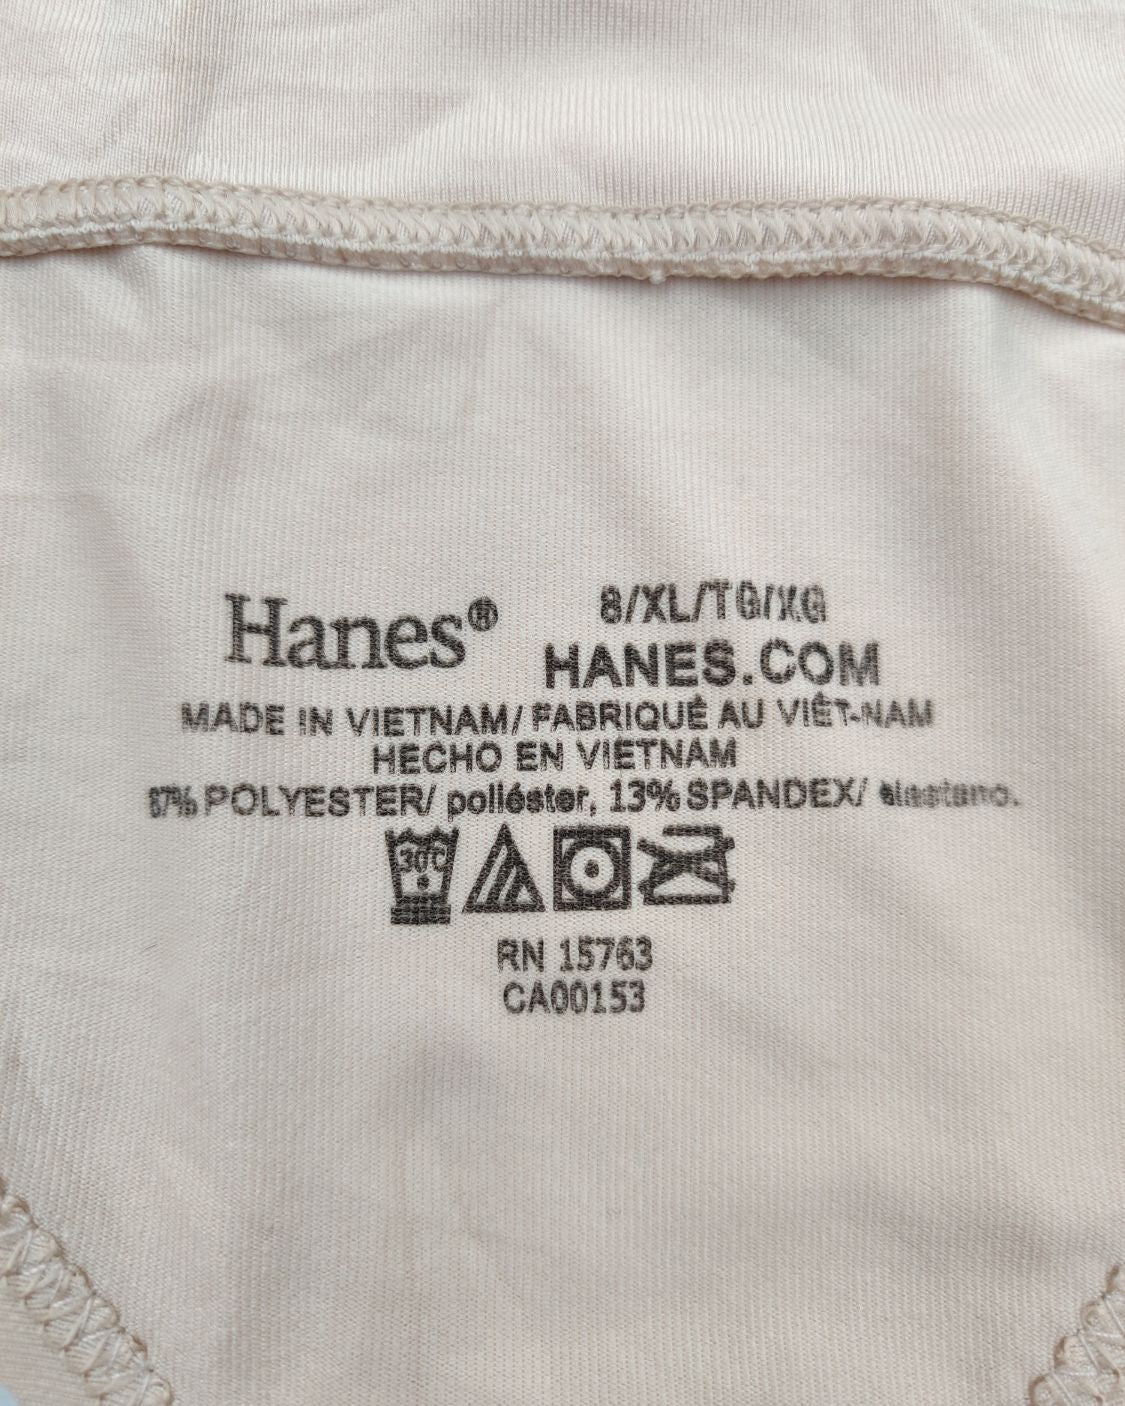 Hanes®
8/XL/TG/XG
HANES.COM
MADE IN VIETNAM/ FABRIQUÉ AU VIÊT-NAM
HECHO EN VIETNAM
87% POLYESTER/ poliéster, 13% SPANDEX/ elastano.
30°C
RN 15763
CA00153